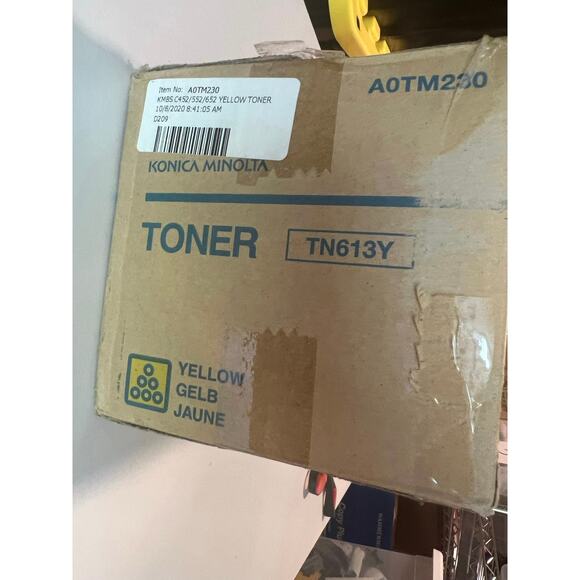 Item No: A0TM230
KMBS C452/552/652 YELLOW TONER
10/6/2020 8:41:05 AM
D209
A0TM230
KONICA MINOLTA
TONER
TN613Y
YELLOW
GELB
JAUNE
Copy